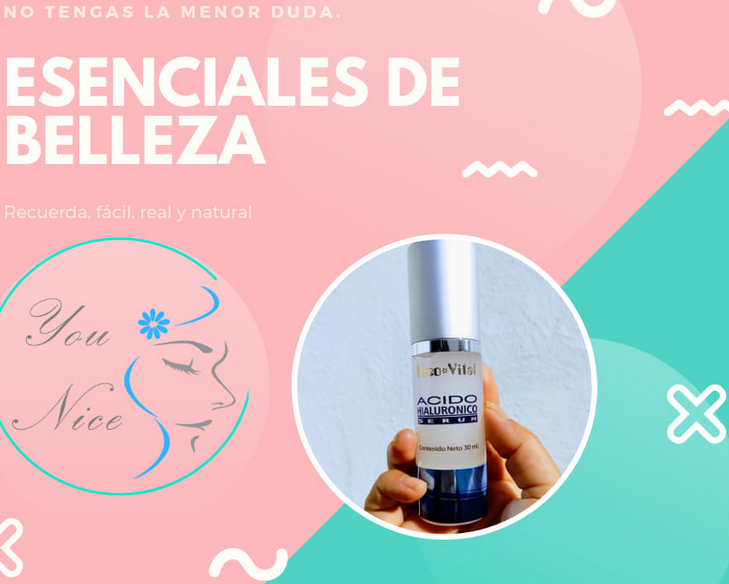 NO TENGAS LA MENOR DUDA.
ESENCIALES DE
BELLEZA
Recuerda, fácil, real y natural
You
Nice
ACIDO
HIALURONICO
SERUM
Contenido Neto 30 mL